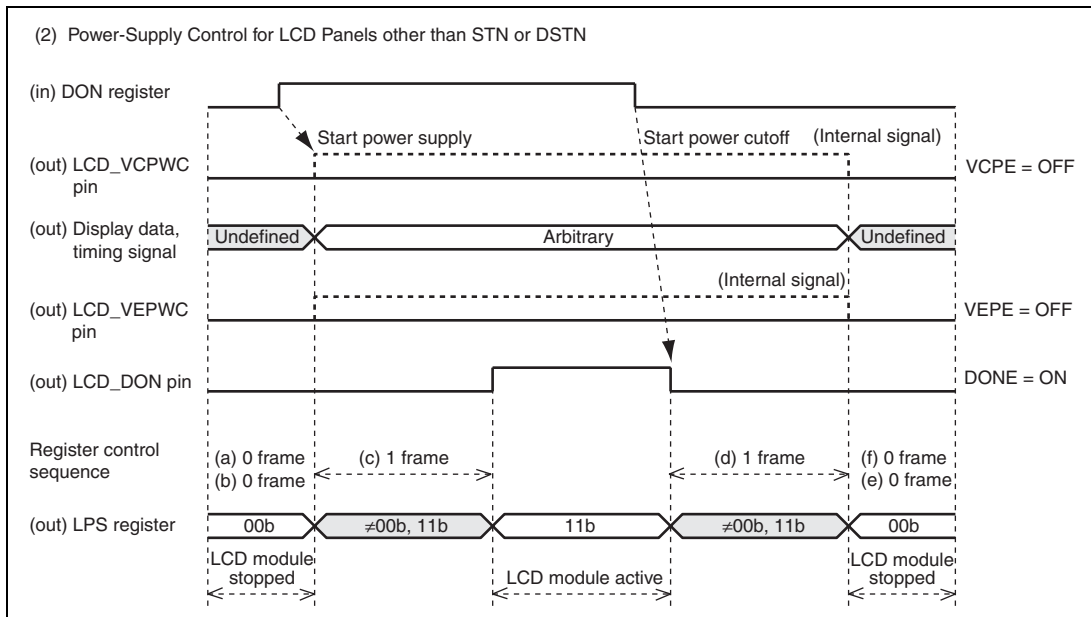 (2) Power-Supply Control for LCD Panels other than STN or DSTN
(in) DON register
Start power supply
Start power cutoff
(Internal signal)
(out) LCD_VCPWC
pin
VCPE = OFF
(out) Display data,
timing signal
Undefined
Arbitrary
Undefined
(Internal signal)
(out) LCD_VEPWC
pin
VEPE = OFF
(out) LCD_DON pin
DONE = ON
Register control
sequence
(a) 0 frame
(b) 0 frame
(c) 1 frame
(d) 1 frame
(f) 0 frame
(e) 0 frame
(out) LPS register
00b
≠00b, 11b
11b
≠00b, 11b
00b
LCD module
stopped
LCD module active
LCD module
stopped